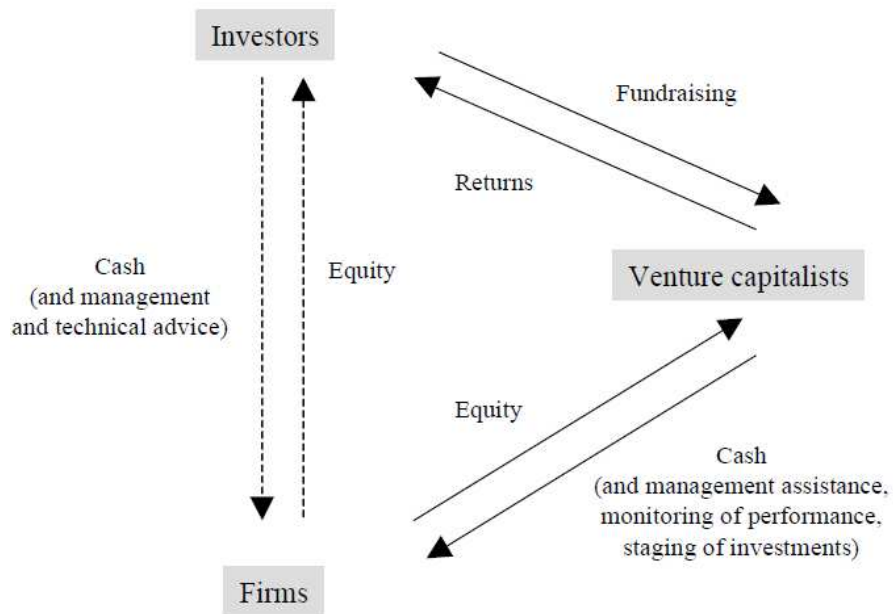 Investors
Fundraising
Returns
Cash
(and management
and technical advice)
Equity
Venture capitalists
Equity
Cash
(and management assistance,
monitoring of performance,
staging of investments)
Firms